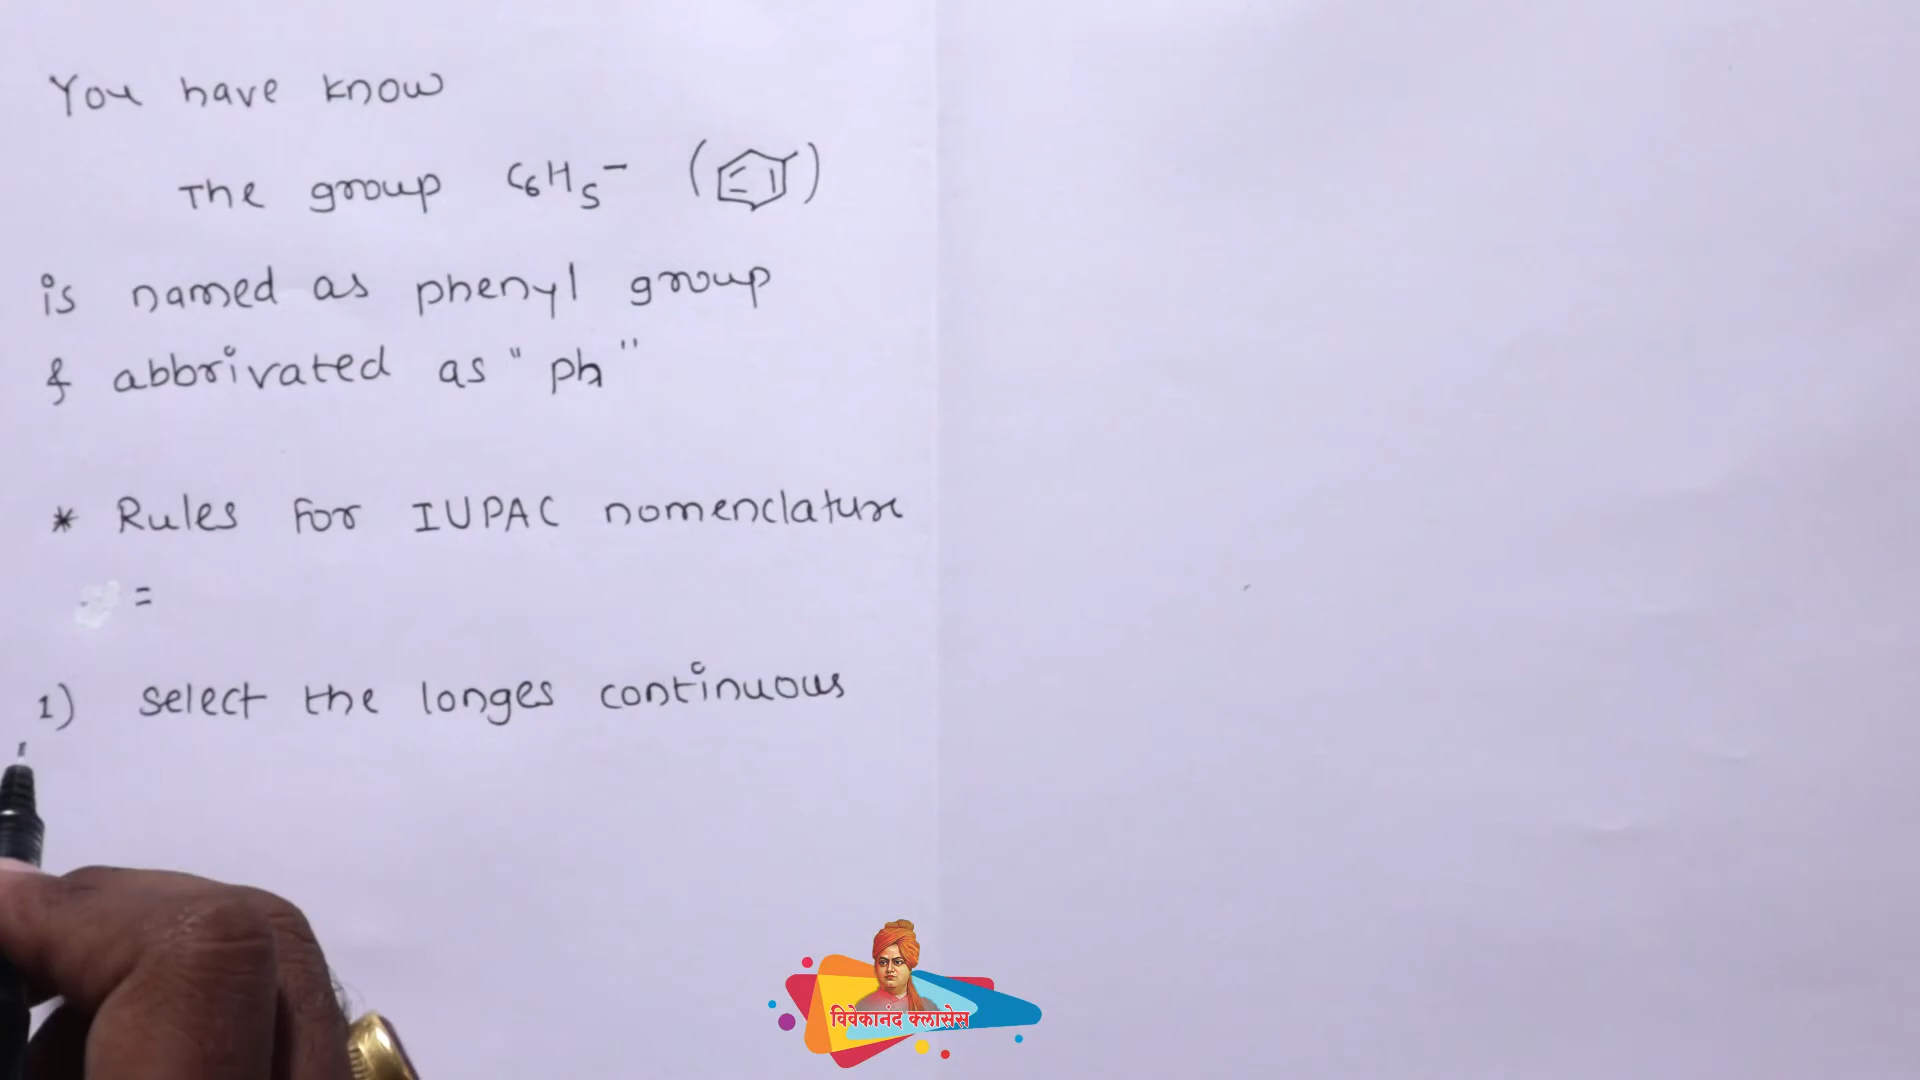 You have know
The group C6H5- ( )
is named as phenyl group
& abbrivated as "ph"
* Rules For IUPAC nomenclature
=
1) select the longes continuous
विवेकानंद क्लासेस